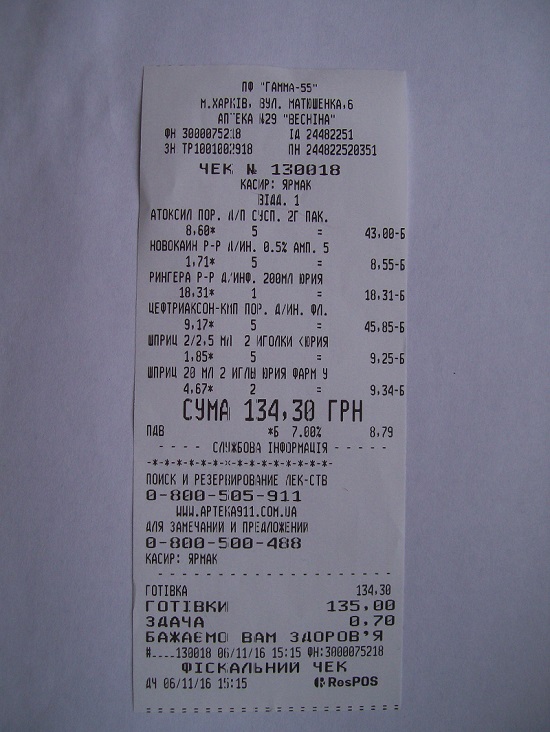 ПФ "ГАММА-55"
М.ХАРКІВ, ВУЛ. МАТЮШЕНКА,6
АПТЕКА №29 "ВЕСНІНА"
ФН 3000075218 ІД 24482251
ЗН ТР1001002918 ПН 244822520351
ЧЕК № 130018
КАСИР: ЯРМАК
ВІДД. 1
АТОКСИЛ ПОР. Д/П СУСП. 2Г ПАК.
8,60* 5 = 43,00-Б
НОВОКАИН Р-Р Д/ИН. 0.5% АМП. 5
1,71* 5 = 8,55-Б
РИНГЕРА Р-Р Д/ИНФ. 200МЛ ЮРИЯ
18,31* 1 = 18,31-Б
ЦЕФТРИАКСОН-КМП ПОР. Д/ИН. ФЛ.
9,17* 5 = 45,85-Б
ШПРИЦ 2/2,5 МЛ 2 ИГОЛКИ <ЮРИЯ
1,85* 5 = 9,25-Б
ШПРИЦ 20 МЛ 2 ИГЛЫ ЮРИЯ ФАРМ У
4,67* 2 = 9,34-Б
СУМА 134,30 ГРН
ПДВ *Б 7.00% 8,79
- - - - СЛУЖБОВА ІНФОРМАЦІЯ - - - - -
-*-*-*-*-*-*-*-*-*-*-*-*-*-*-
ПОИСК И РЕЗЕРВИРОВАНИЕ ЛЕК-СТВ
0-800-505-911
WWW.APTEKA911.COM.UA
ДЛЯ ЗАМЕЧАНИЙ И ПРЕДЛОЖЕНИЙ
0-800-500-488
КАСИР: ЯРМАК
ГОТІВКА 134,30
ГОТІВКИ 135,00
ЗДАЧА 0,70
БАЖАЄМО ВАМ ЗДОРОВ'Я
#....130018 06/11/16 15:15 ФН:3000075218
ФІСКАЛЬНИЙ ЧЕК
ДЧ 06/11/16 15:15 ResPOS